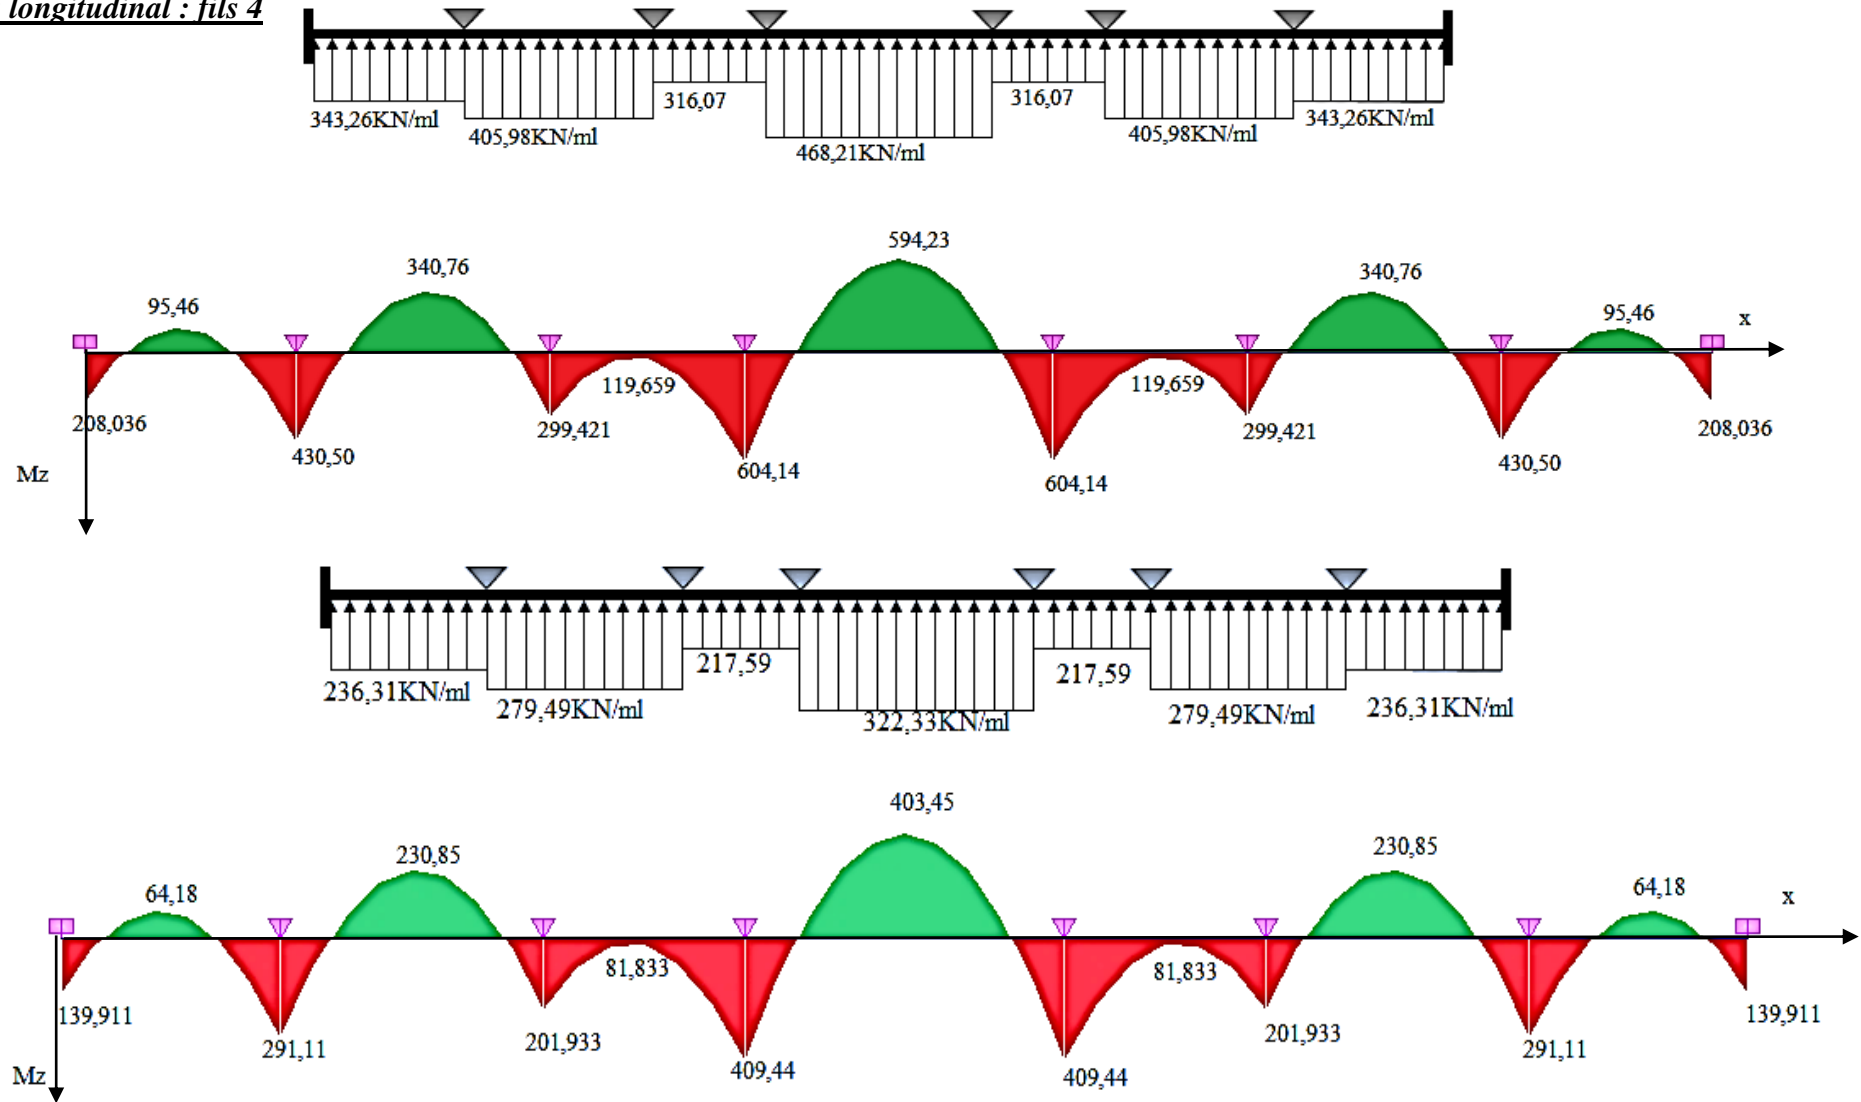 longitudinal : fils 4
343,26KN/ml
405,98KN/ml
316,07
468,21KN/ml
316,07
405,98KN/ml
343,26KN/ml
594,23
340,76
340,76
95,46
95,46
x
119,659
119,659
208,036
299,421
299,421
208,036
430,50
604,14
604,14
430,50
Mz
236,31KN/ml
279,49KN/ml
217,59
322,33KN/ml
217,59
279,49KN/ml
236,31KN/ml
403,45
230,85
230,85
64,18
64,18
x
81,833
81,833
139,911
201,933
201,933
139,911
291,11
409,44
409,44
291,11
Mz